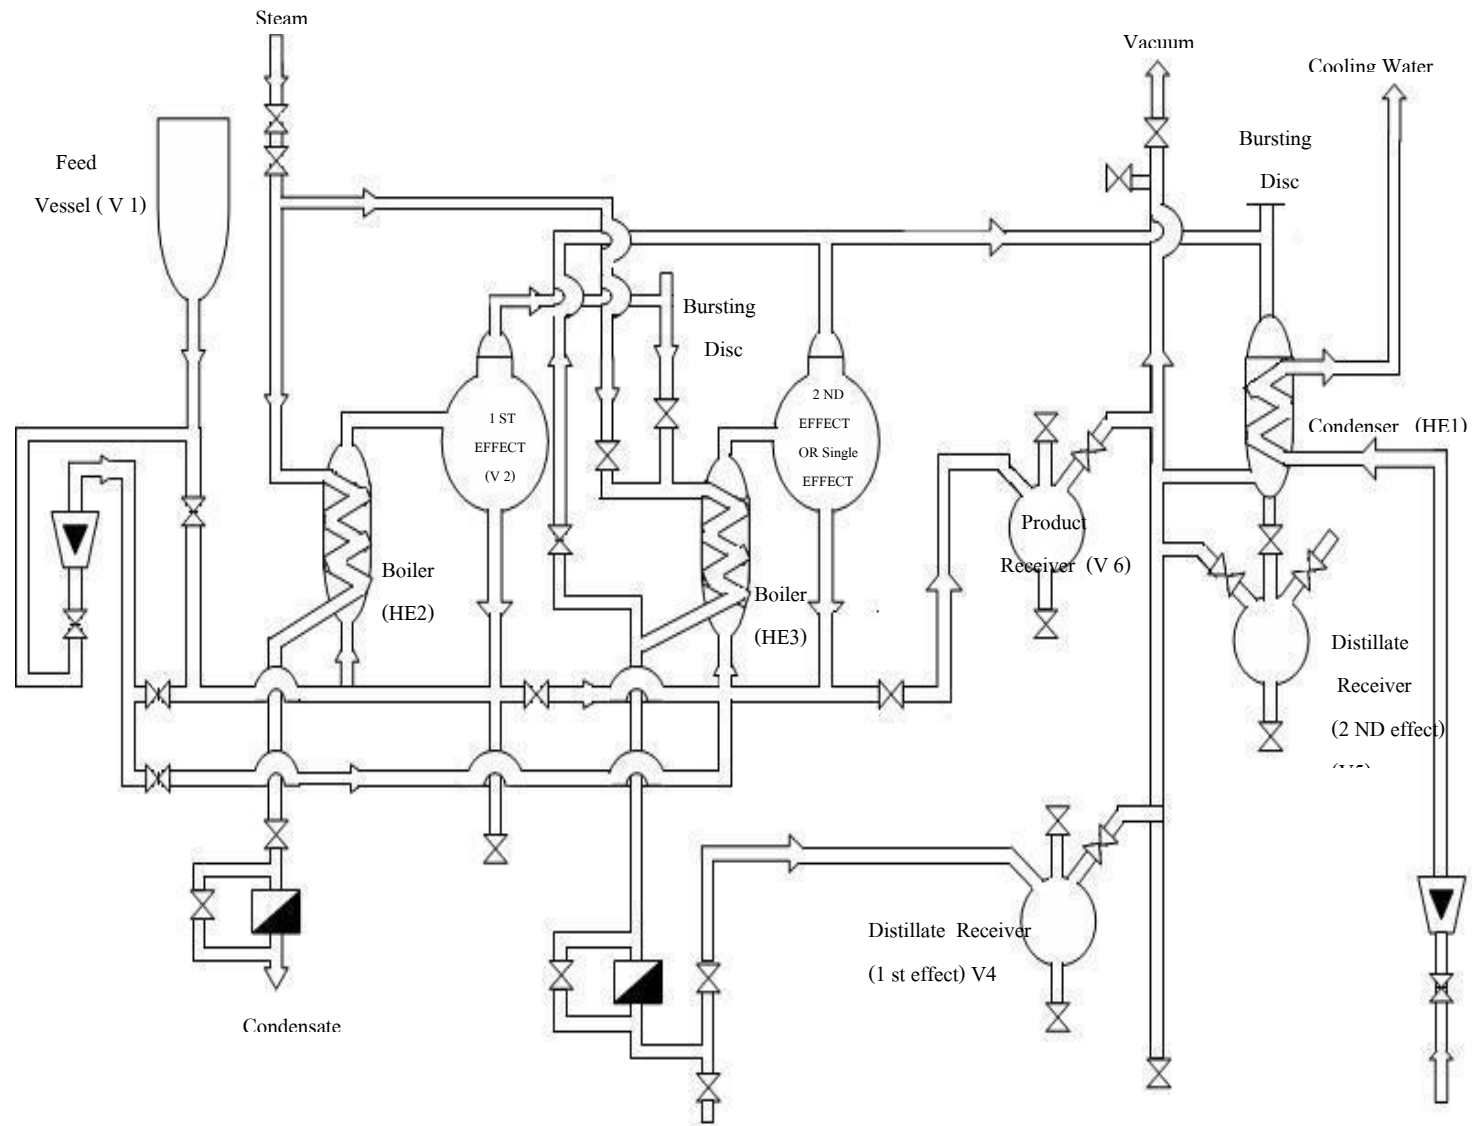 Steam
Vacuum
Cooling Water
Bursting
Disc
Feed
Vessel ( V 1)
Bursting
Disc
1 ST
EFFECT
(V 2)
2 ND
EFFECT
OR Single
EFFECT
Condenser (HE1)
Product
Receiver (V 6)
Boiler
(HE2)
Boiler
(HE3)
Distillate
Receiver
(2 ND effect)
(V5)
Distillate Receiver
(1 st effect) V4
Condensate